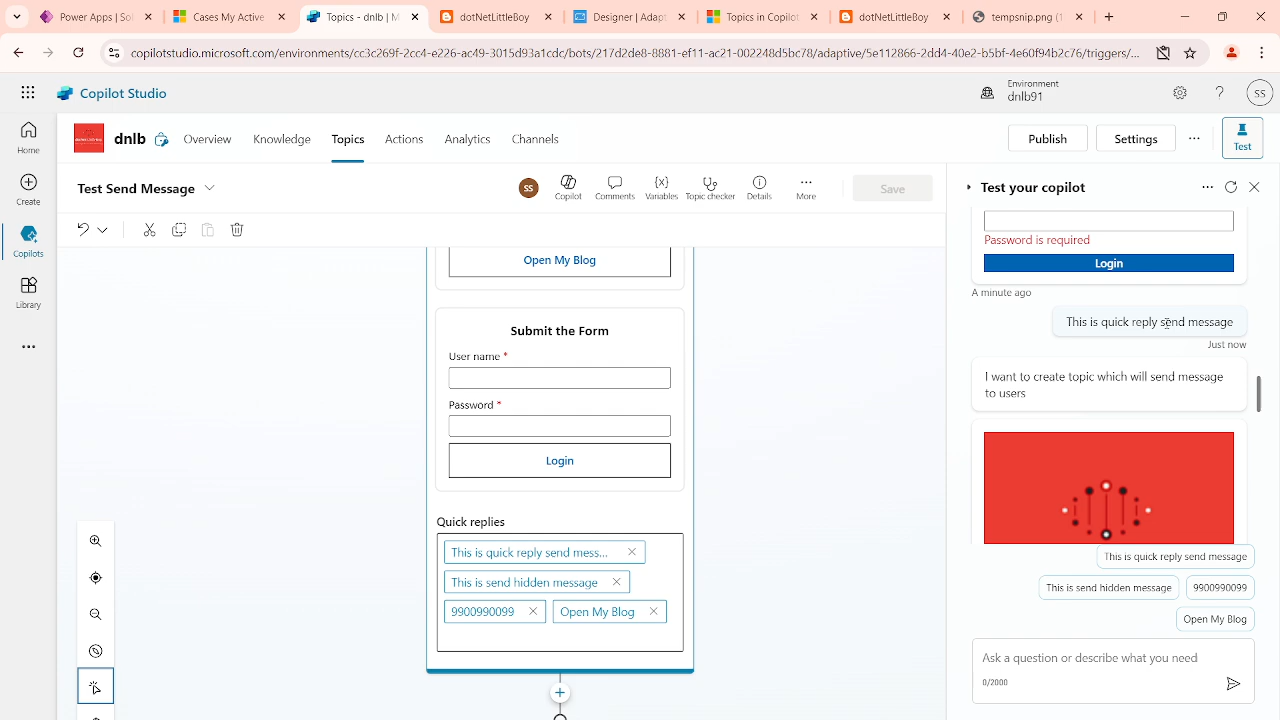 Power Apps | Sol
Cases My Active
Topics - dnlb | M
dotNetLittleBoy
Designer | Adapt
Topics in Copilot
dotNetLittleBoy
tempsnip.png (1
copilotstudio.microsoft.com/environments/cc3c269f-2cc4-e226-ac49-3015d93a1cdc/bots/217d2de8-8881-ef11-ac21-002248d5bc78/adaptive/5e112866-2dd4-40e2-b5bf-4e60f94b2c76/triggers/...
Copilot Studio
Environment
dnlb91
SS
Home
Create
Copilots
Library
dnlb
Overview
Knowledge
Topics
Actions
Analytics
Channels
Publish
Settings
Test
Test Send Message
SS
Copilot
Comments
Variables
Topic checker
Details
More
Save
Open My Blog
Submit the Form
User name *
Password *
Login
Quick replies
This is quick reply send mess...
This is send hidden message
9900990099
Open My Blog
Test your copilot
Password is required
Login
A minute ago
This is quick reply send message
Just now
I want to create topic which will send message
to users
This is quick reply send message
This is send hidden message
9900990099
Open My Blog
Ask a question or describe what you need
0/2000